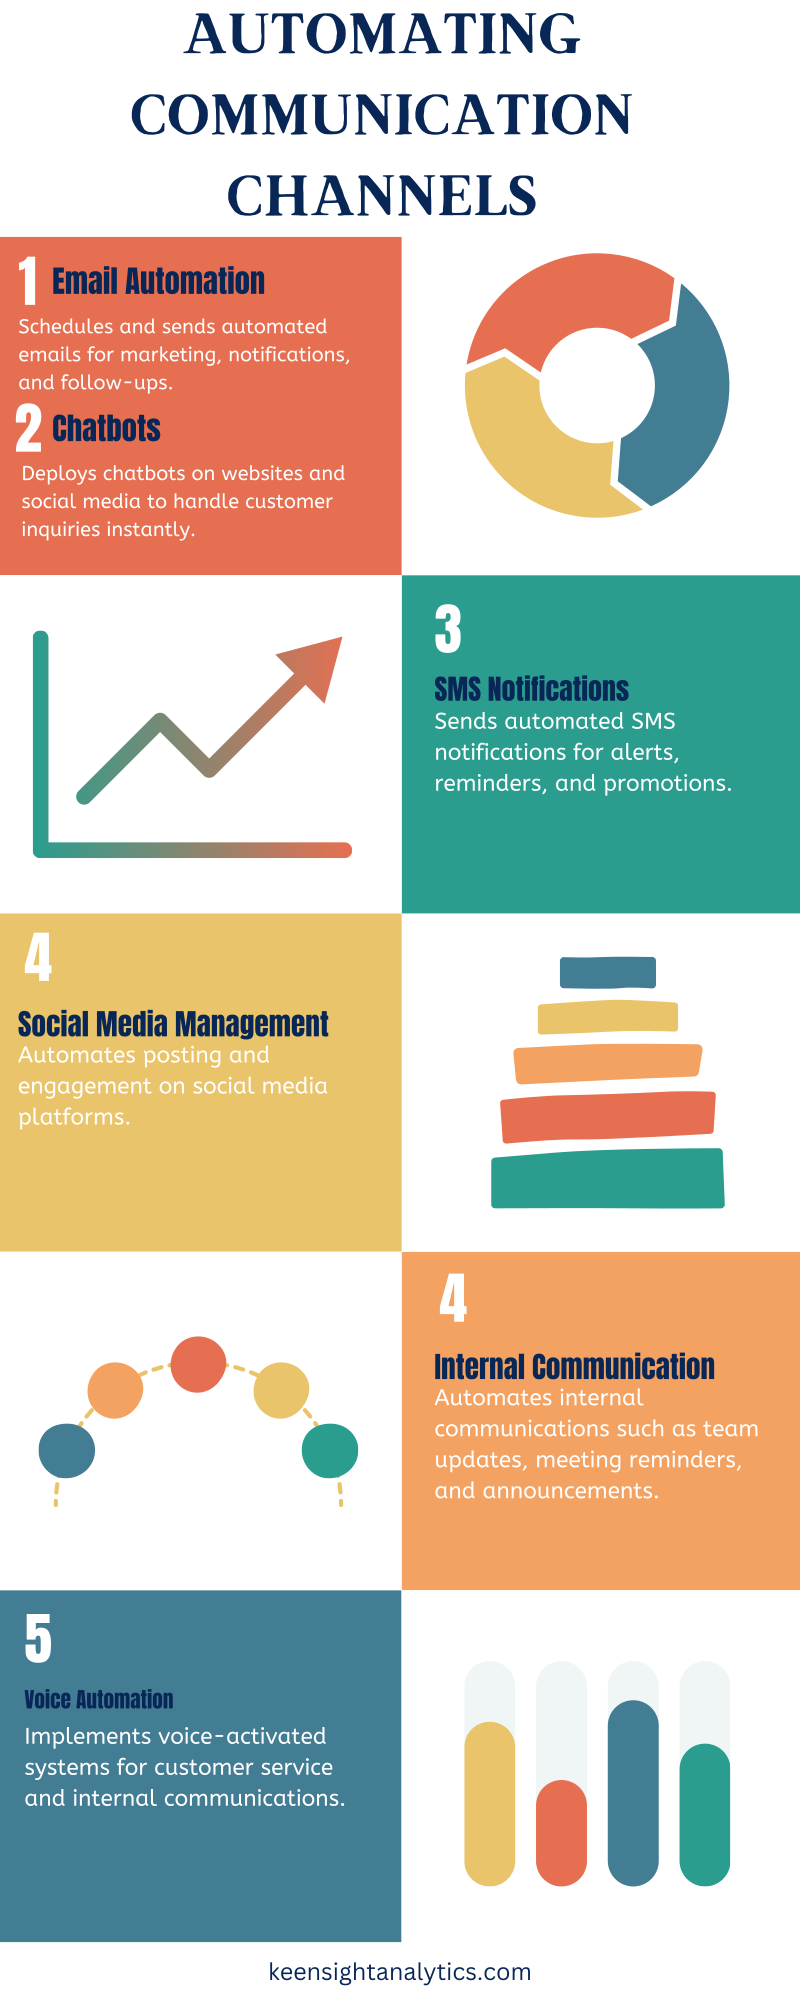 AUTOMATING
COMMUNICATION
CHANNELS
1 Email Automation
Schedules and sends automated
emails for marketing, notifications,
and follow-ups.
2 Chatbots
Deploys chatbots on websites and
social media to handle customer
inquiries instantly.
3
SMS Notifications
Sends automated SMS
notifications for alerts,
reminders, and promotions.
4
Social Media Management
Automates posting and
engagement on social media
platforms.
4
Internal Communication
Automates internal
communications such as team
updates, meeting reminders,
and announcements.
5
Voice Automation
Implements voice-activated
systems for customer service
and internal communications.
keensightanalytics.com